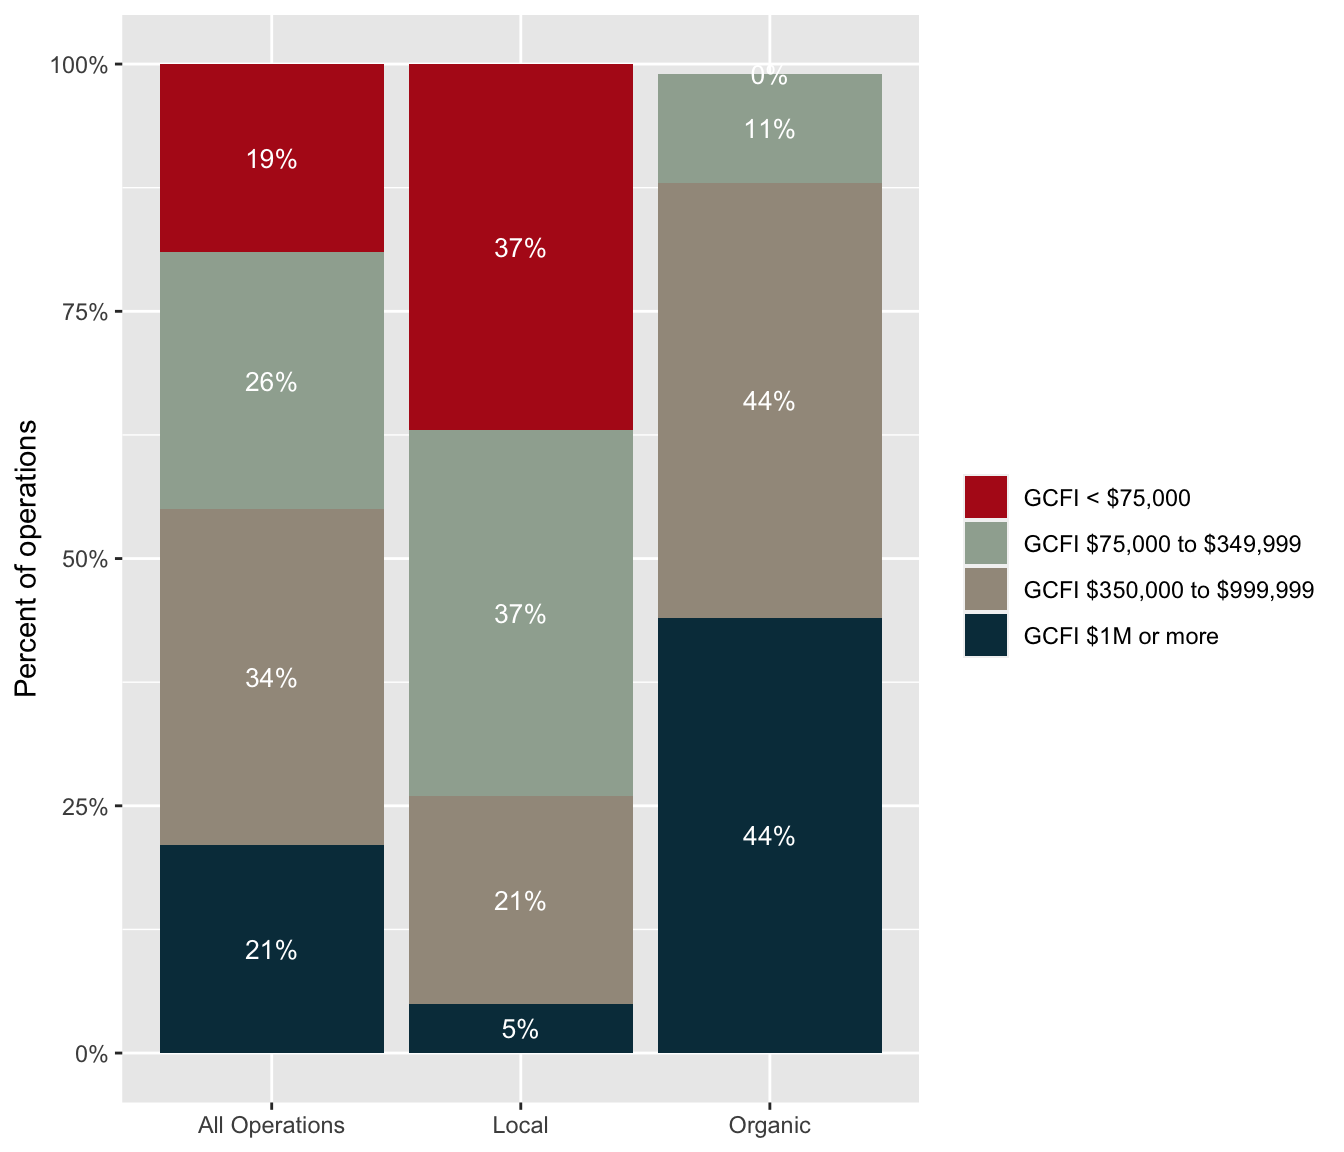 Percent of operations
100%
75%
50%
25%
0%
19%
26%
34%
21%
37%
37%
21%
5%
0%
11%
44%
44%
All Operations
Local
Organic
GCFI < $75,000
GCFI $75,000 to $349,999
GCFI $350,000 to $999,999
GCFI $1M or more